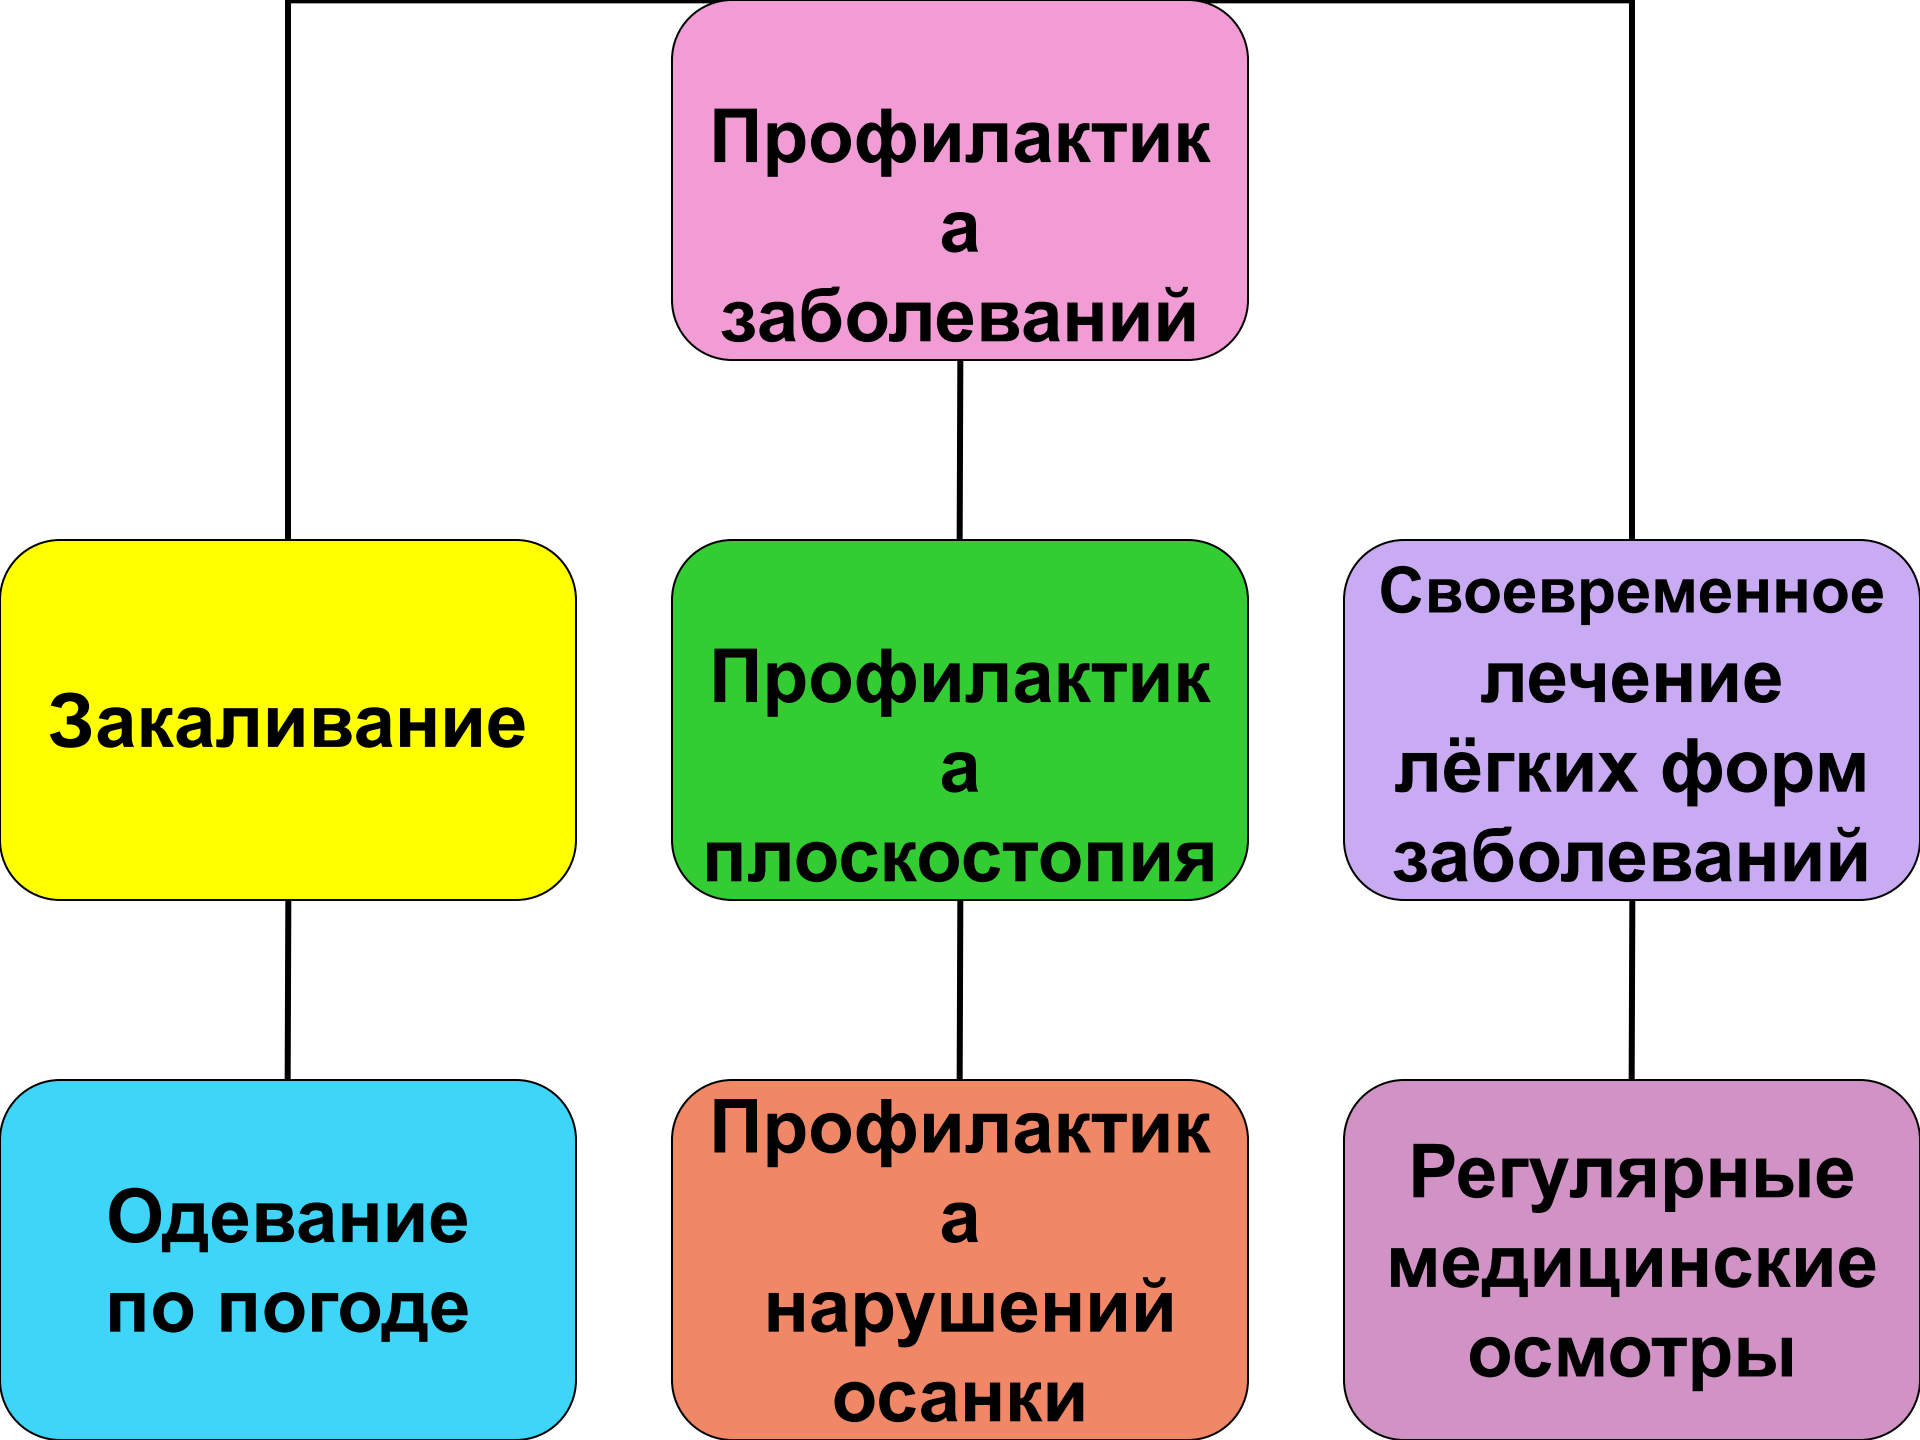 Профилактик
а
заболеваний
Закаливание
Профилактик
а
плоскостопия
Своевременное
лечение
лёгких форм
заболеваний
Одевание
по погоде
Профилактик
а
нарушений
осанки
Регулярные
медицинские
осмотры